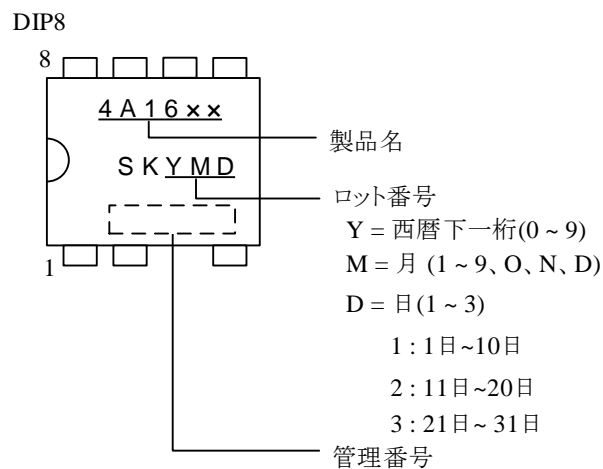 DIP8
8
4A16××
製品名
SKYMD
ロット番号
Y = 西暦下一桁(0 ~ 9)
M = 月 (1 ~ 9、O、N、D)
D = 日(1 ~ 3)
1
1 : 1日~10日
2 : 11日~20日
3 : 21日~31日
管理番号